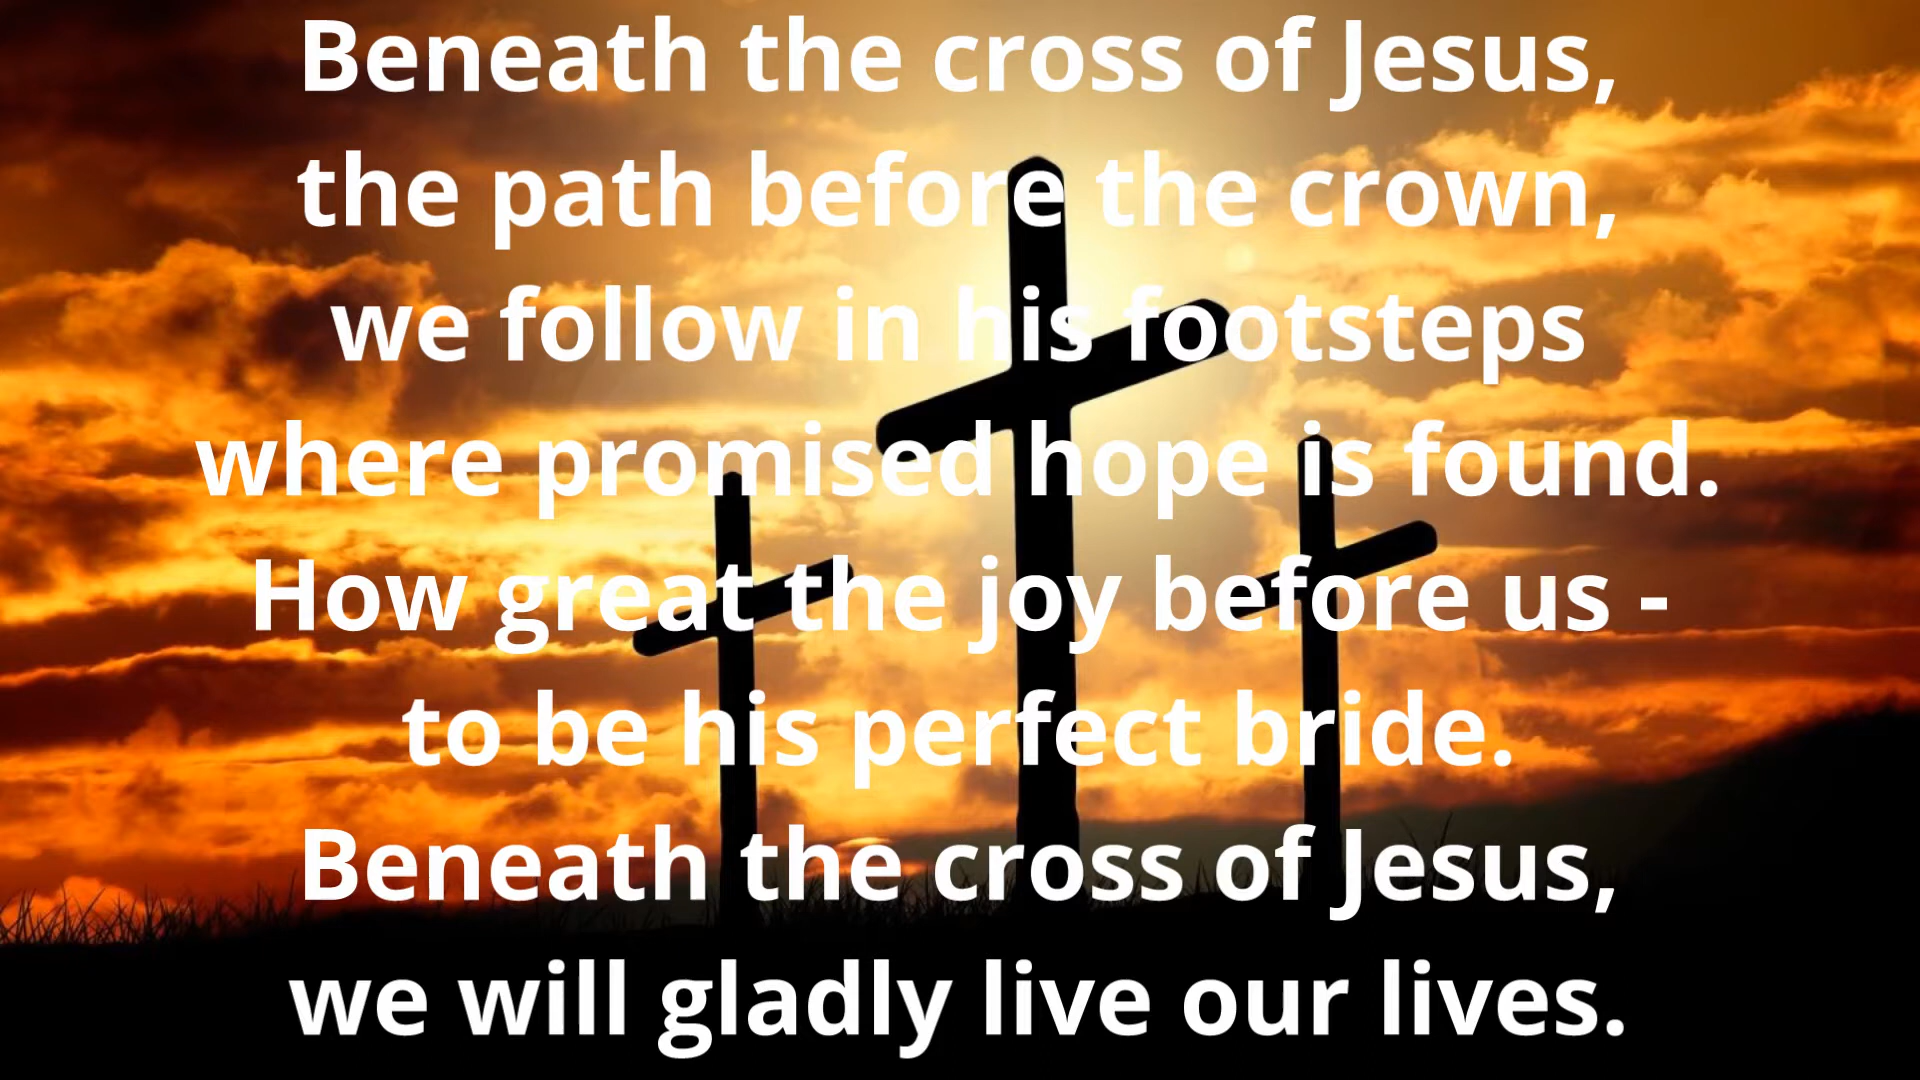 Beneath the cross of Jesus,
the path before the crown,
we follow in his footsteps
where promised hope is found.
How great the joy before us -
to be his perfect bride.
Beneath the cross of Jesus,
we will gladly live our lives.